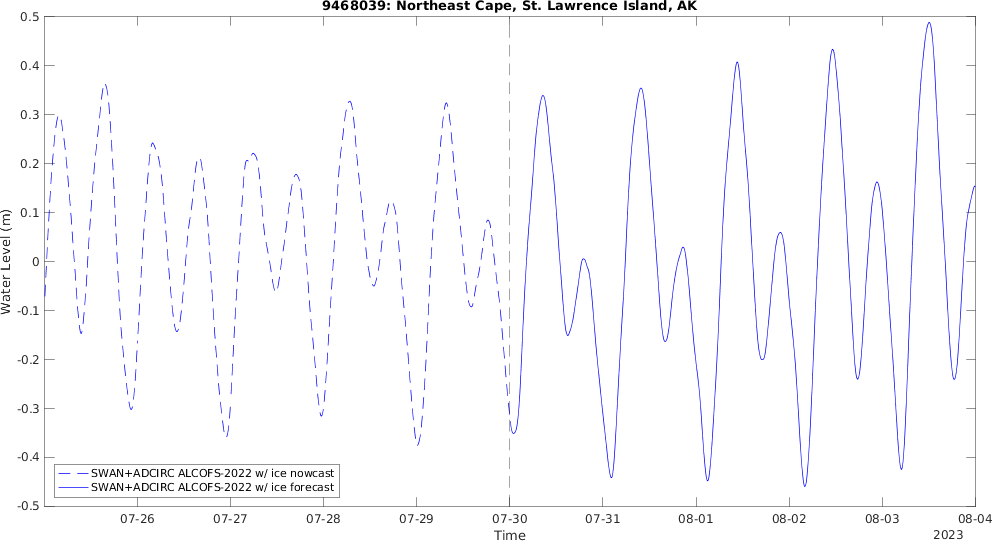 9468039: Northeast Cape, St. Lawrence Island, AK
0.5
0.4
0.3
0.2
0.1
0
-0.1
-0.2
-0.3
-0.4
-0.5
Water Level (m)
SWAN+ADCIRC ALCOFS-2022 w/ ice nowcast
SWAN+ADCIRC ALCOFS-2022 w/ ice forecast
07-26 07-27 07-28 07-29 07-30 07-31 08-01 08-02 08-03 08-04
Time
2023